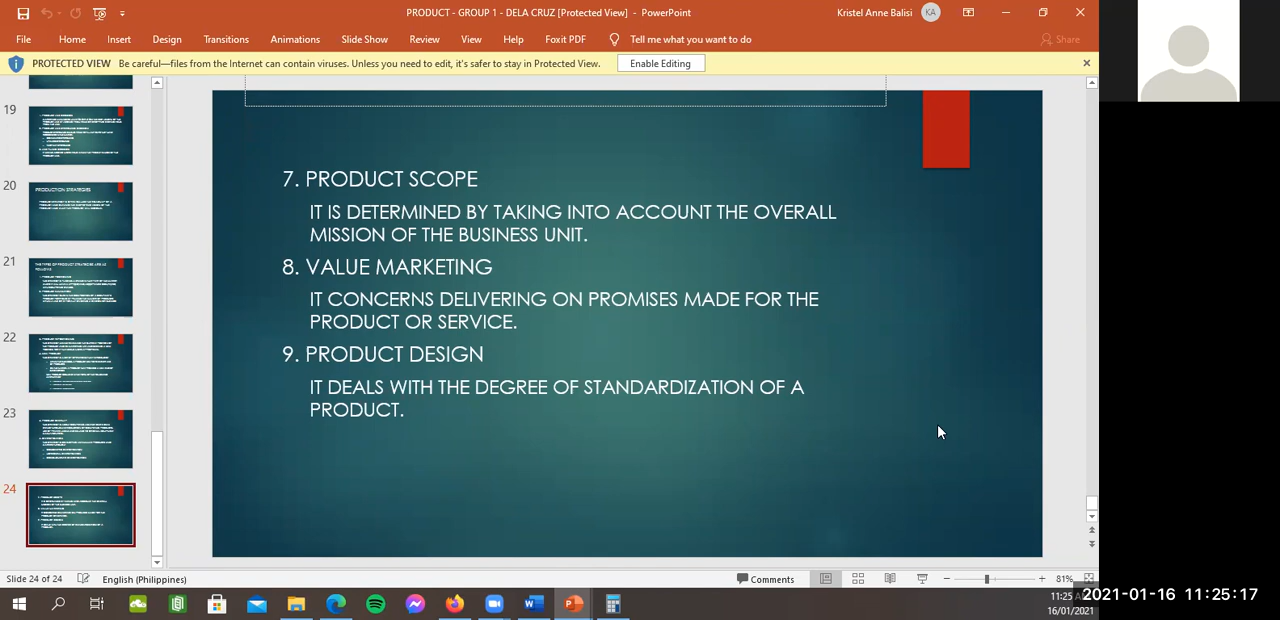 PRODUCT - GROUP 1 - DELA CRUZ [Protected View] - PowerPoint
Kristel Anne Balisi
KA
File Home Insert Design Transitions Animations Slide Show Review View Help Foxit PDF Tell me what you want to do
Share
PROTECTED VIEW Be careful—files from the Internet can contain viruses. Unless you need to edit, it's safer to stay in Protected View.
Enable Editing
19
20
PRODUCTION STRATEGIES
21
22
23
24
7. PRODUCT SCOPE
IT IS DETERMINED BY TAKING INTO ACCOUNT THE OVERALL
MISSION OF THE BUSINESS UNIT.
8. VALUE MARKETING
IT CONCERNS DELIVERING ON PROMISES MADE FOR THE
PRODUCT OR SERVICE.
9. PRODUCT DESIGN
IT DEALS WITH THE DEGREE OF STANDARDIZATION OF A
PRODUCT.
Slide 24 of 24
English (Philippines)
Comments
81%
11:25
16/01/2021
2021-01-16 11:25:17